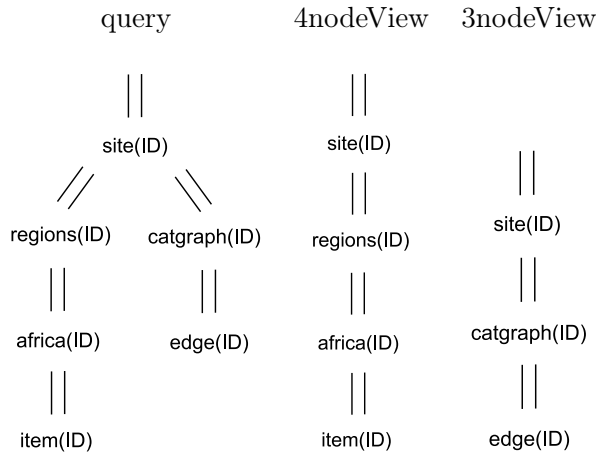 query 4nodeView 3nodeView
site(ID) site(ID)
site(ID)
regions(ID) catgraph(ID) regions(ID)
catgraph(ID)
africa(ID) edge(ID) africa(ID)
item(ID) item(ID) edge(ID)